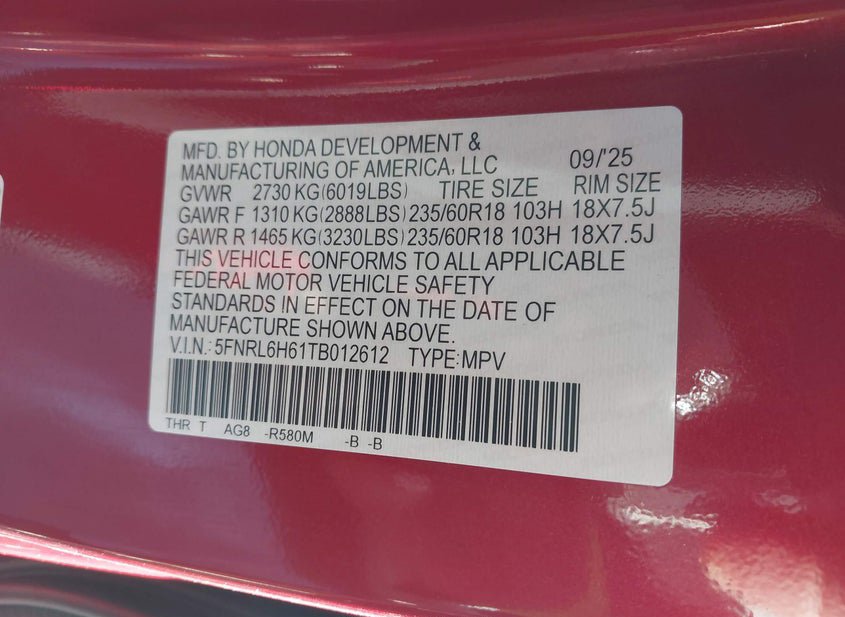 MFD. BY HONDA DEVELOPMENT &
MANUFACTURING OF AMERICA, LLC 09/'25
GVWR 2730 KG(6019LBS) TIRE SIZE RIM SIZE
GAWR F 1310 KG(2888LBS) 235/60R18 103H 18X7.5J
GAWR R 1465 KG(3230LBS) 235/60R18 103H 18X7.5J
THIS VEHICLE CONFORMS TO ALL APPLICABLE
FEDERAL MOTOR VEHICLE SAFETY
STANDARDS IN EFFECT ON THE DATE OF
MANUFACTURE SHOWN ABOVE.
V.I.N.:5FNRL6H61TB012612 TYPE:MPV
THR T AG8 -R580M -B -B